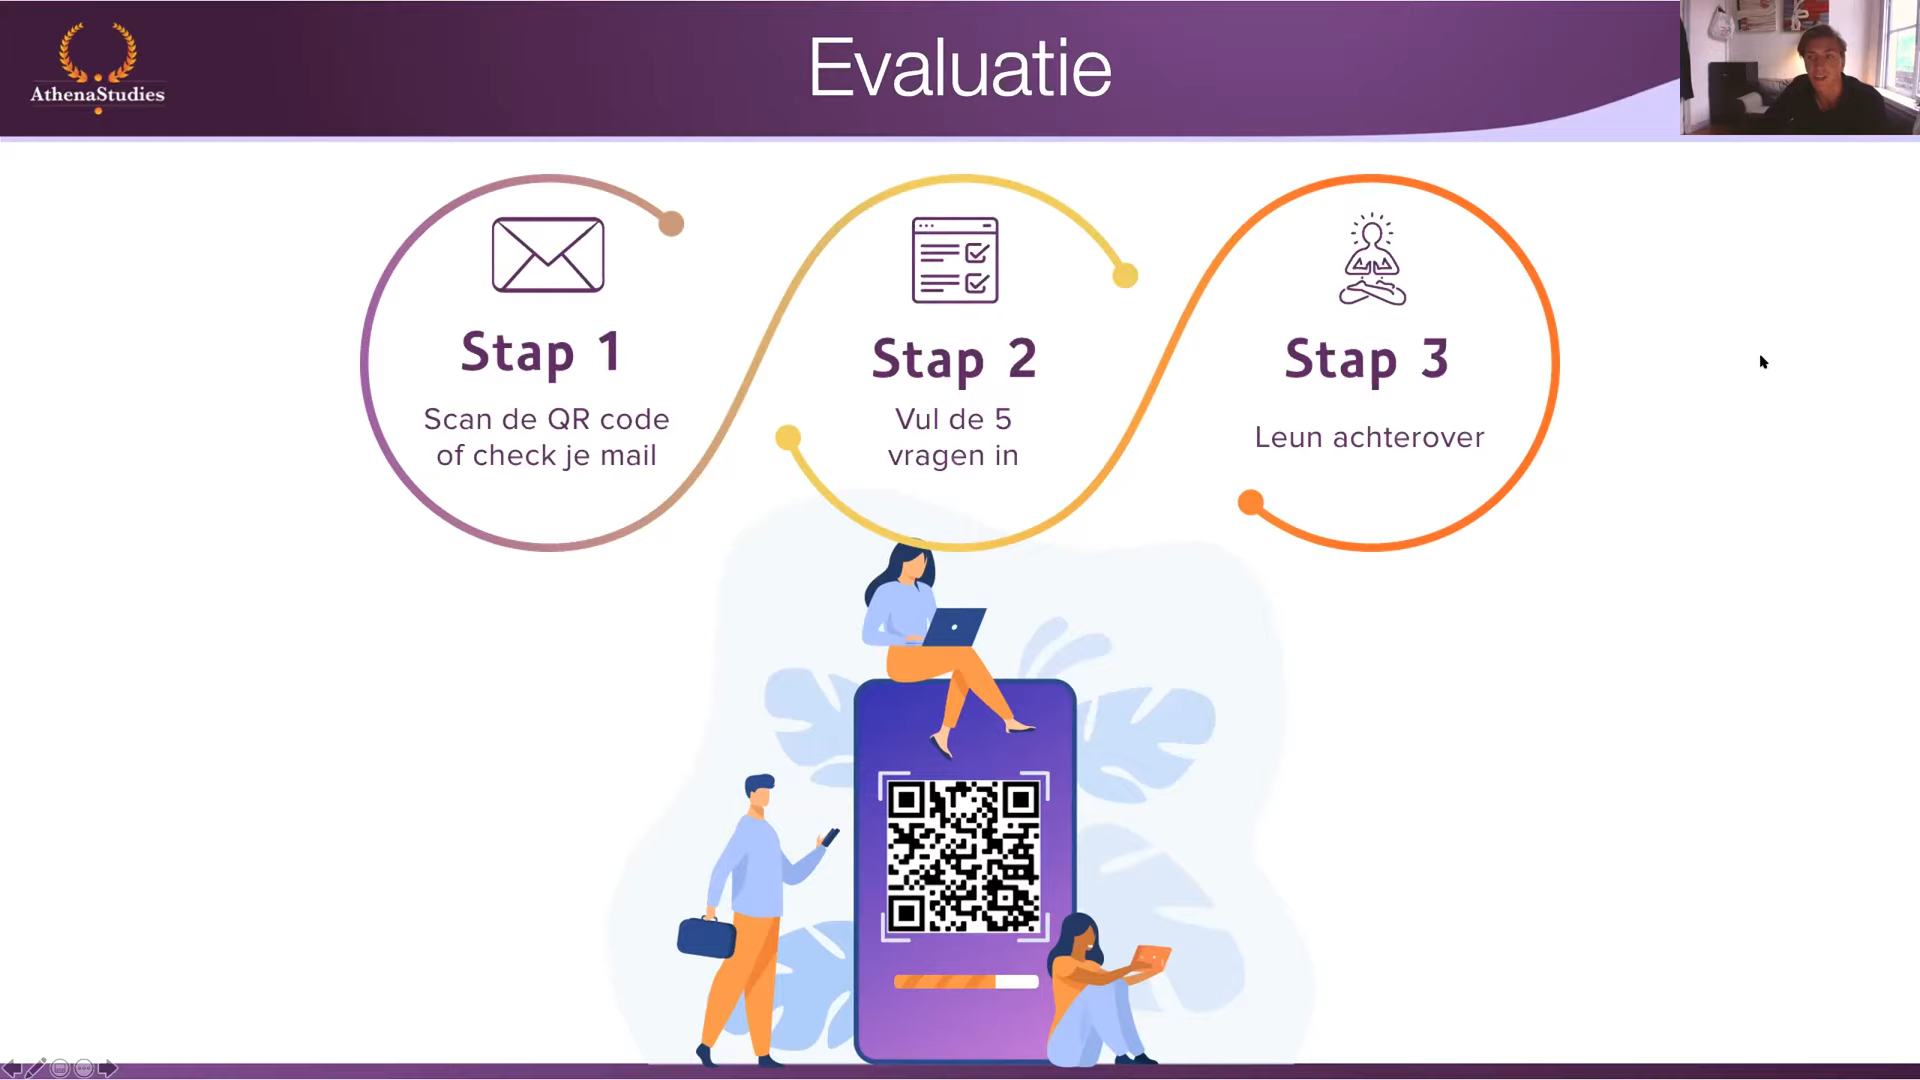 AthenaStudies
Evaluatie
Stap 1
Scan de QR code
of check je mail
Stap 2
Vul de 5
vragen in
Stap 3
Leun achterover